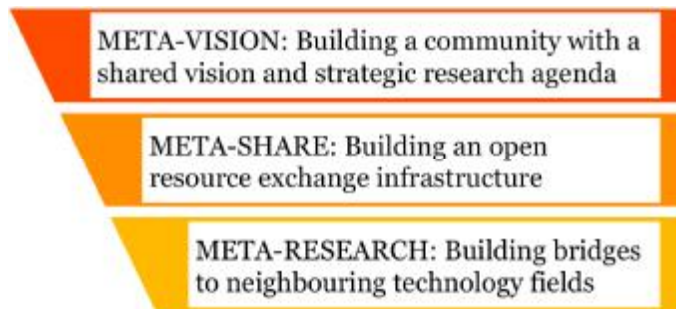 META-VISION: Building a community with a
shared vision and strategic research agenda
META-SHARE: Building an open
resource exchange infrastructure
META-RESEARCH: Building bridges
to neighbouring technology fields